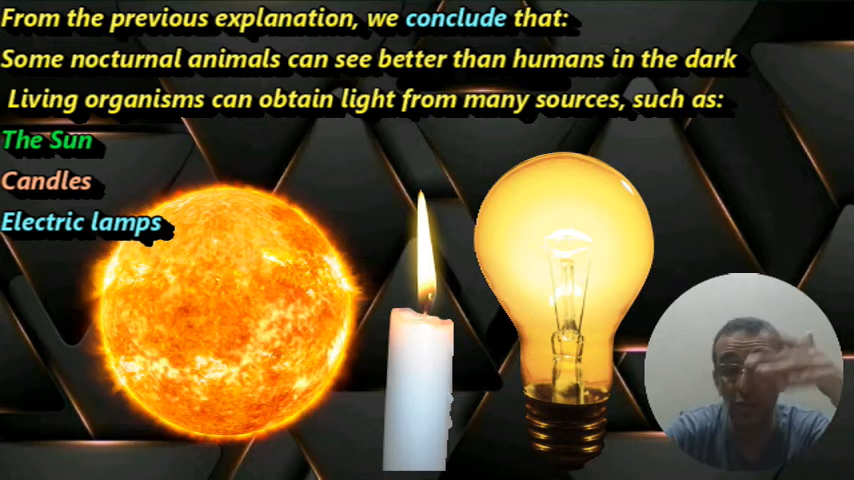 From the previous explanation, we conclude that:
Some nocturnal animals can see better than humans in the dark
Living organisms can obtain light from many sources, such as:
The Sun
Candles
Electric lamps